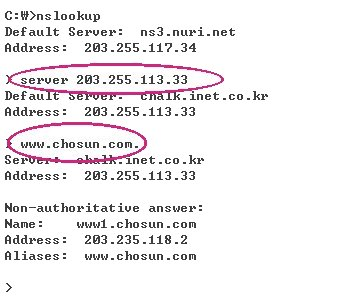 C:\>nslookup
Default Server:  ns3.nuri.net
Address:  203.255.117.34
> server 203.255.113.33
Default Server:  chalk.inet.co.kr
Address:  203.255.113.33
> www.chosun.com.
Server:  chalk.inet.co.kr
Address:  203.255.113.33
Non-authoritative answer:
Name:    www1.chosun.com
Address:  203.235.118.2
Aliases:  www.chosun.com
>